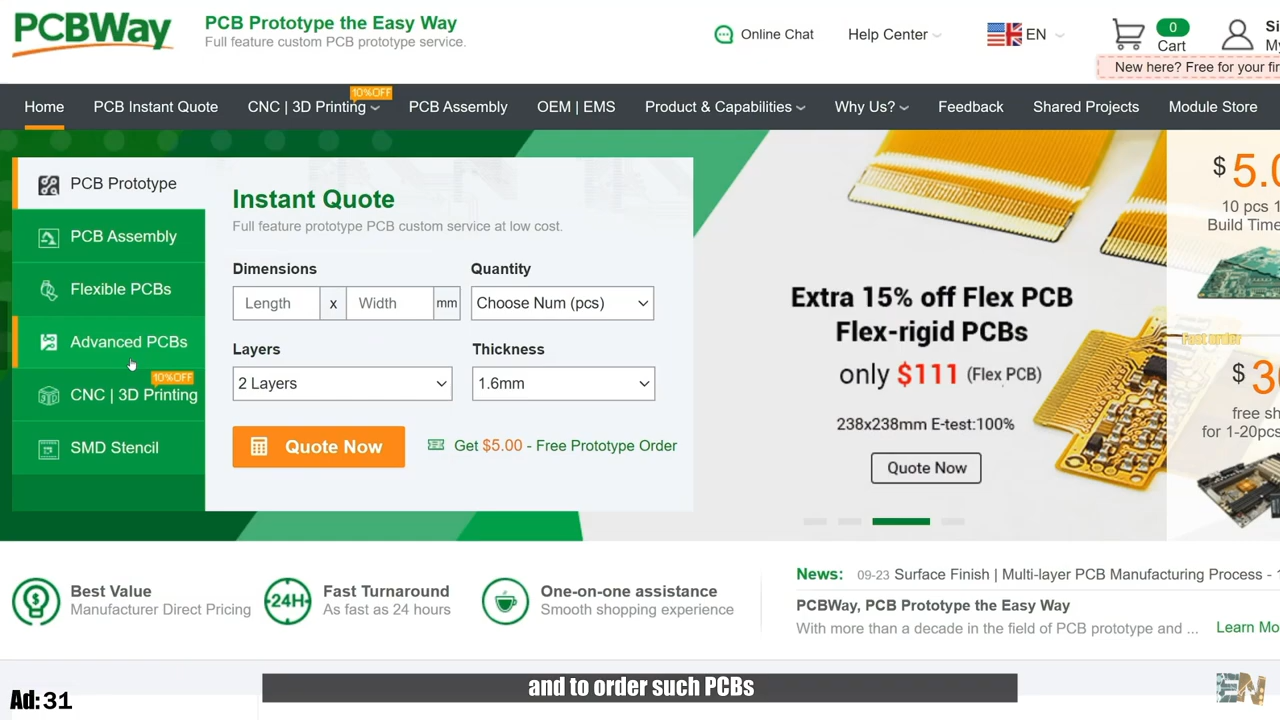 PCBWay
PCB Prototype the Easy Way
Full feature custom PCB prototype service.
Online Chat
Help Center
EN
0
Cart
New here? Free for your
Home
PCB Instant Quote
CNC | 3D Printing
10%OFF
PCB Assembly
OEM | EMS
Product & Capabilities
Why Us?
Feedback
Shared Projects
Module Store
PCB Prototype
PCB Assembly
Flexible PCBs
Advanced PCBs
10%OFF
CNC | 3D Printing
SMD Stencil
Instant Quote
Full feature prototype PCB custom service at low cost.
Dimensions
Quantity
Length
x
Width
mm
Choose Num (pcs)
Layers
Thickness
2 Layers
1.6mm
Quote Now
Get $5.00 - Free Prototype Order
Extra 15% off Flex PCB
Flex-rigid PCBs
only $111 (Flex PCB)
238x238mm E-test:100%
Quote Now
$ 5.0
10 pcs 1
Build Time
Fast order
$ 30
free sh
for 1-20pcs
Best Value
Manufacturer Direct Pricing
24H
Fast Turnaround
As fast as 24 hours
One-on-one assistance
Smooth shopping experience
News: 09-23 Surface Finish | Multi-layer PCB Manufacturing Process - 1
PCBWay, PCB Prototype the Easy Way
With more than a decade in the field of PCB prototype and ...
Learn Mo
Ad: 31
and to order such PCBs
EN